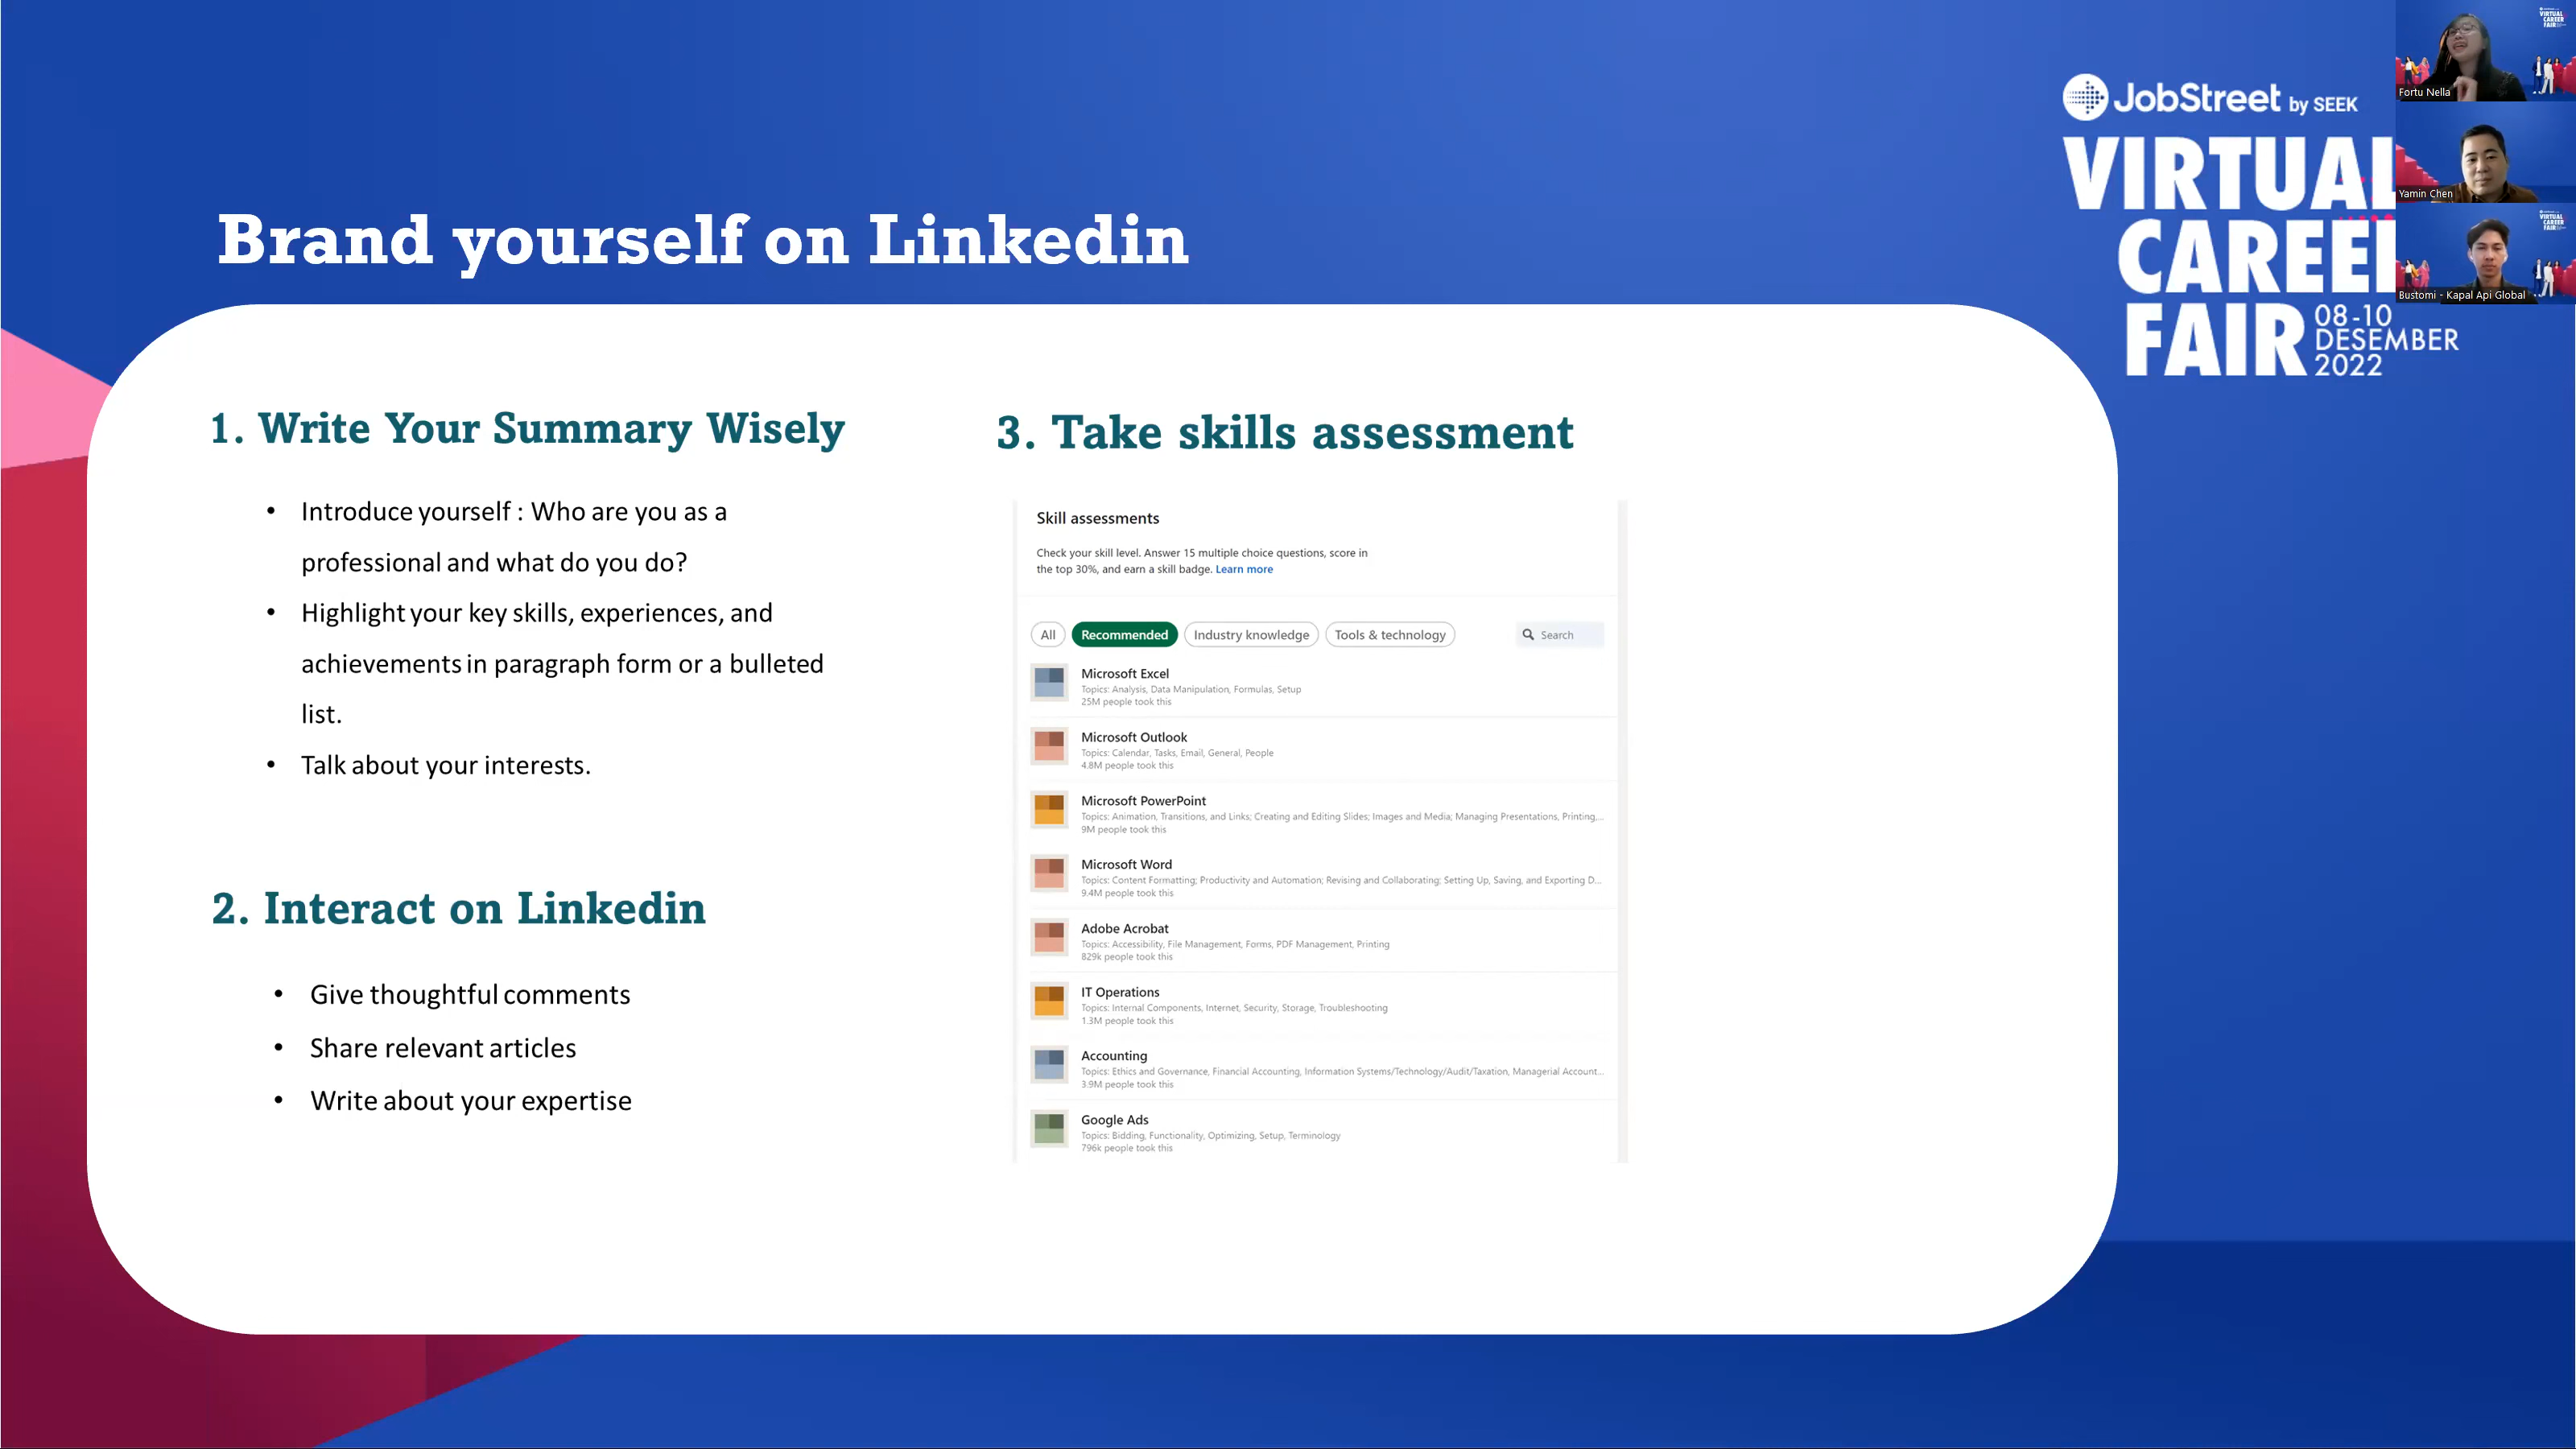 Brand yourself on Linkedin
JobStreet by SEEK
VIRTUAL
CAREE
FAIR
08-10
DESEMBER
2022
Fortu Nella
Yamin Chen
Bustomi - Kapal Api Global
VIRTUAL
CAREER
FAIR
VIRTUAL
CAREER
FAIR
1. Write Your Summary Wisely
• Introduce yourself : Who are you as a
professional and what do you do?
• Highlight your key skills, experiences, and
achievements in paragraph form or a bulleted
list.
• Talk about your interests.
2. Interact on Linkedin
• Give thoughtful comments
• Share relevant articles
• Write about your expertise
3. Take skills assessment
Skill assessments
Check your skill level. Answer 15 multiple choice questions, score in
the top 30%, and earn a skill badge. Learn more
All Recommended Industry knowledge Tools & technology Search
Microsoft Excel
Topics: Analysis, Data Manipulation, Formulas, Setup
25M people took this
Microsoft Outlook
Topics: Calendar, Tasks, Email, General, People
4.8M people took this
Microsoft PowerPoint
Topics: Animation, Transitions, and Links; Creating and Editing Slides; Images and Media; Managing Presentations, Printing,...
9M people took this
Microsoft Word
Topics: Content Formatting; Productivity and Automation; Revising and Collaborating; Setting Up, Saving, and Exporting D...
9.4M people took this
Adobe Acrobat
Topics: Accessibility, File Management, Forms, PDF Management, Printing
829k people took this
IT Operations
Topics: Internal Components, Internet, Security, Storage, Troubleshooting
1.3M people took this
Accounting
Topics: Ethics and Governance, Financial Accounting, Information Systems/Technology/Audit/Taxation, Managerial Account...
3.9M people took this
Google Ads
Topics: Bidding, Functionality, Optimizing, Setup, Terminology
796k people took this